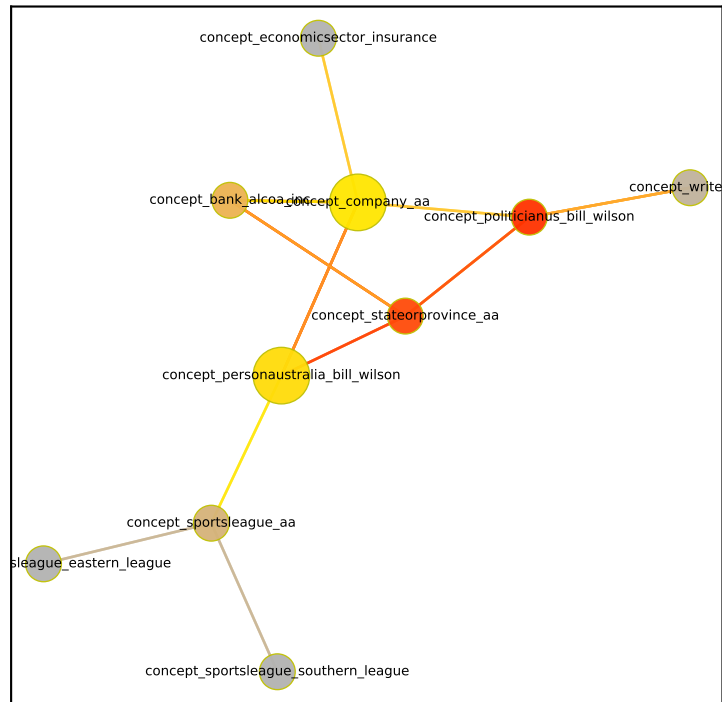 concept_economicsector_insurance
concept_write
concept_bank_alcoa_inc
concept_company_aa
concept_politicianus_bill_wilson
concept_stateorprovince_aa
concept_personaustralia_bill_wilson
concept_sportsleague_aa
sleague_eastern_league
concept_sportsleague_southern_league